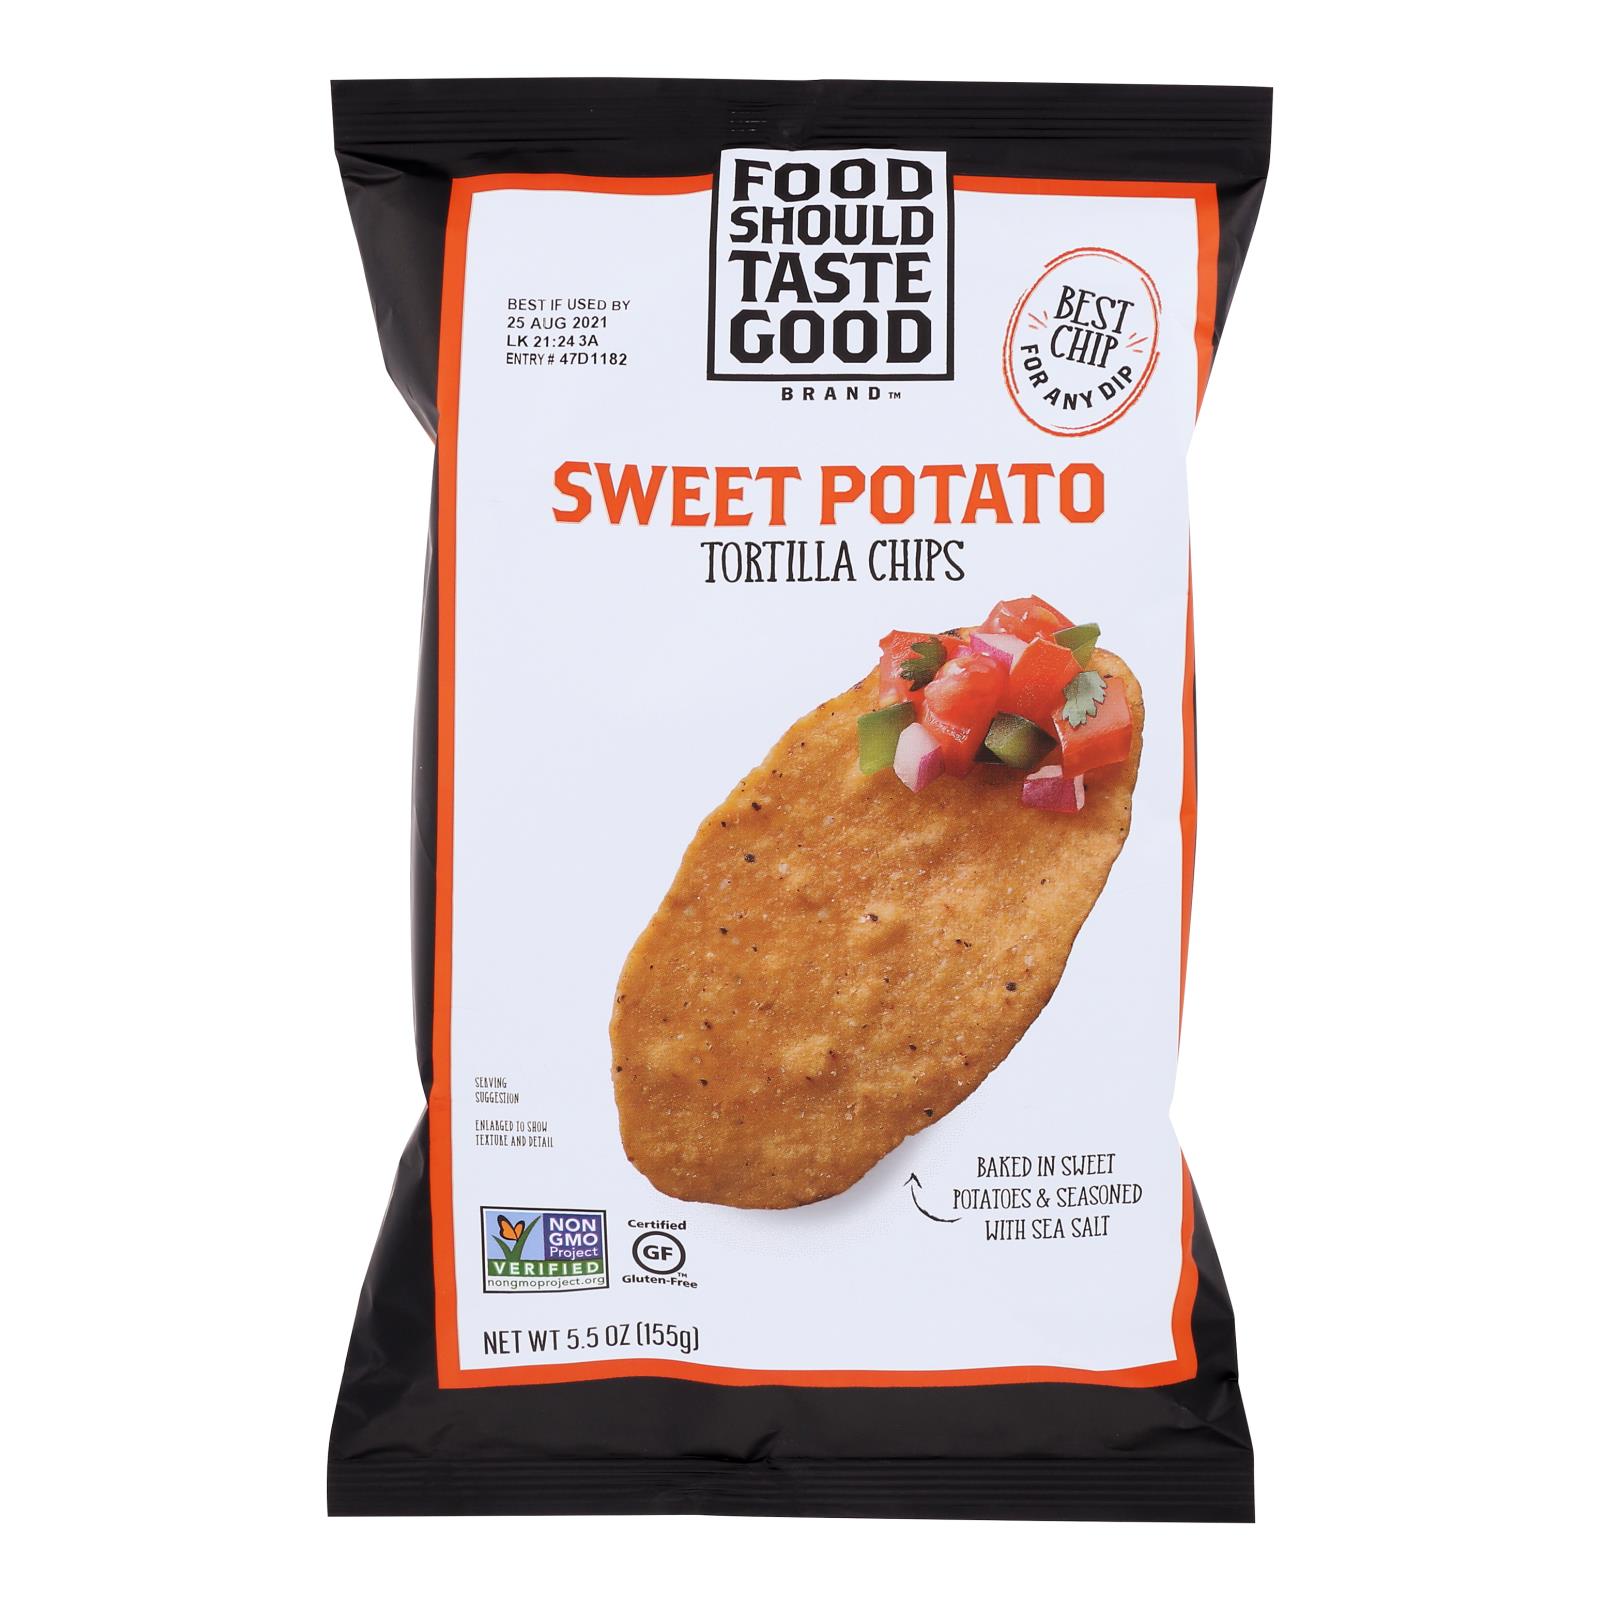 FOOD
SHOULD
TASTE
GOOD
BRAND™
BEST IF USED BY
25 AUG 2021
LK 21:24 3A
ENTRY # 47D1182
BEST
CHIP
FOR ANY DIP
SWEET POTATO
TORTILLA CHIPS
SERVING
SUGGESTION
ENLARGED TO SHOW
TEXTURE AND DETAIL
BAKED IN SWEET
POTATOES & SEASONED
WITH SEA SALT
NON
GMO
Project
VERIFIED
nongmoproject.org
Certified
GF
™
Gluten-Free
NET WT 5.5 OZ (155g)